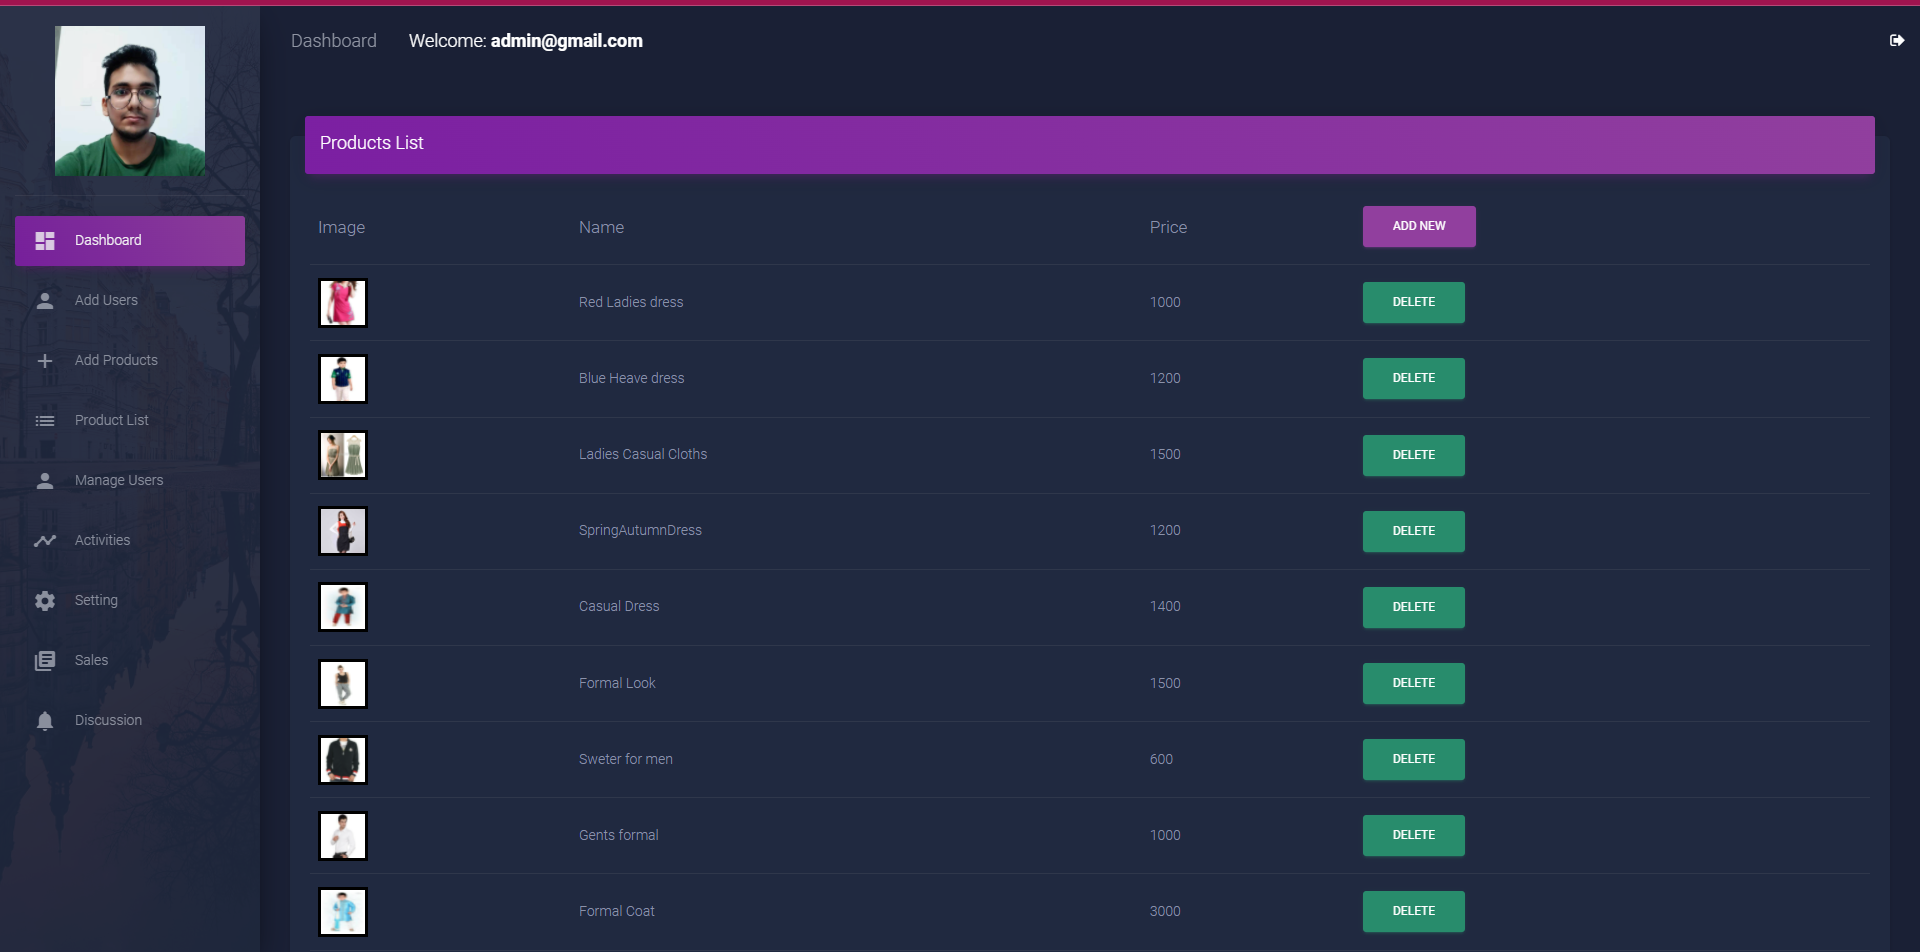 Dashboard Welcome: admin@gmail.com
Dashboard
Add Users
Add Products
Product List
Manage Users
Activities
Setting
Sales
Discussion
Products List
Image Name Price ADD NEW
Red Ladies dress 1000 DELETE
Blue Heave dress 1200 DELETE
Ladies Casual Cloths 1500 DELETE
SpringAutumnDress 1200 DELETE
Casual Dress 1400 DELETE
Formal Look 1500 DELETE
Sweter for men 600 DELETE
Gents formal 1000 DELETE
Formal Coat 3000 DELETE